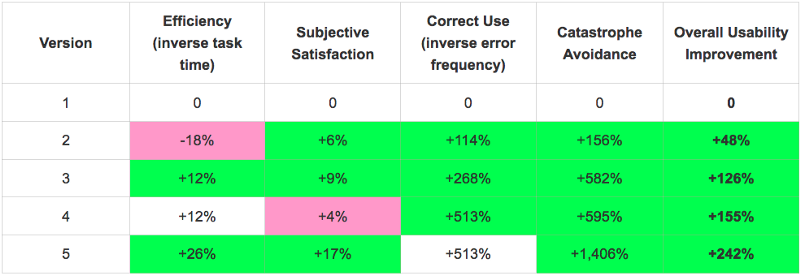 Version Efficiency (inverse task time) Subjective Satisfaction Correct Use (inverse error frequency) Catastrophe Avoidance Overall Usability Improvement
1 0 0 0 0 0
2 -18% +6% +114% +156% +48%
3 +12% +9% +268% +582% +126%
4 +12% +4% +513% +595% +155%
5 +26% +17% +513% +1,406% +242%